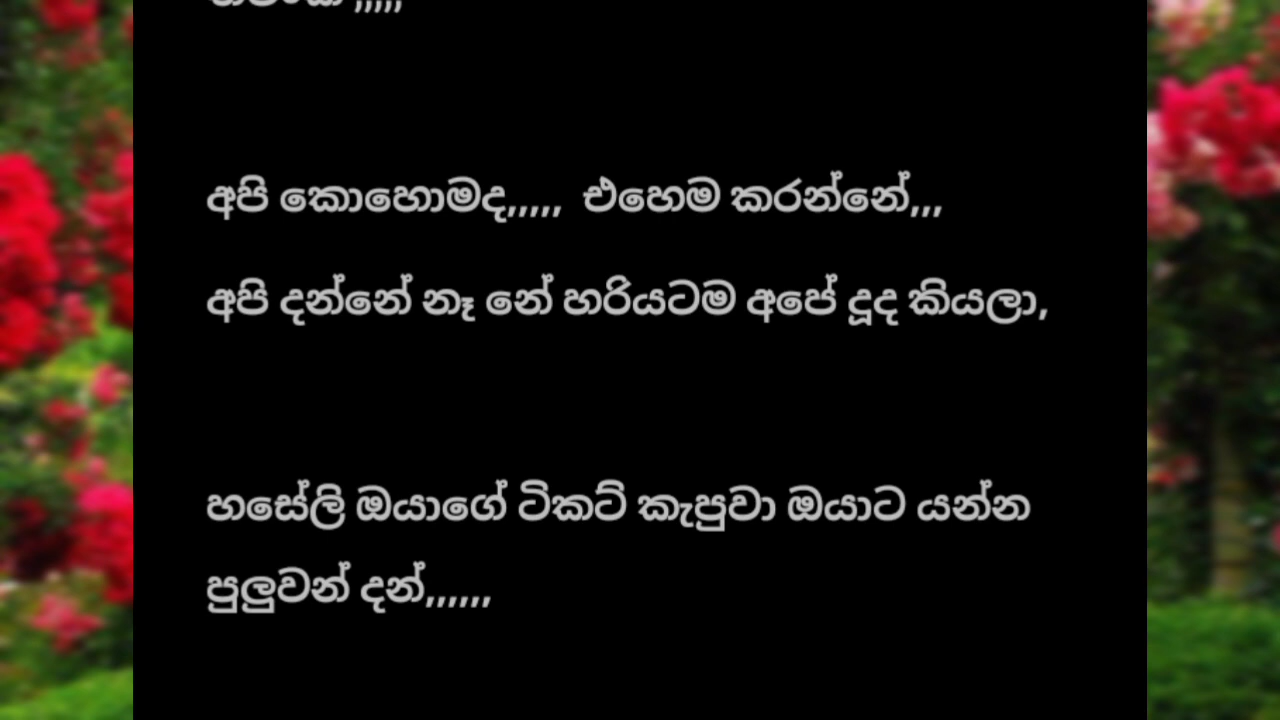 අපි කොහොමද,,,,, එහෙම කරන්නේ,,,
අපි දන්නේ නෑ නේ හරියටම අපේ දූද කියලා,
හසේලි ඔයාගේ ටිකට් කැපුවා ඔයාට යන්න
පුලුවන් දන්,,,,,,